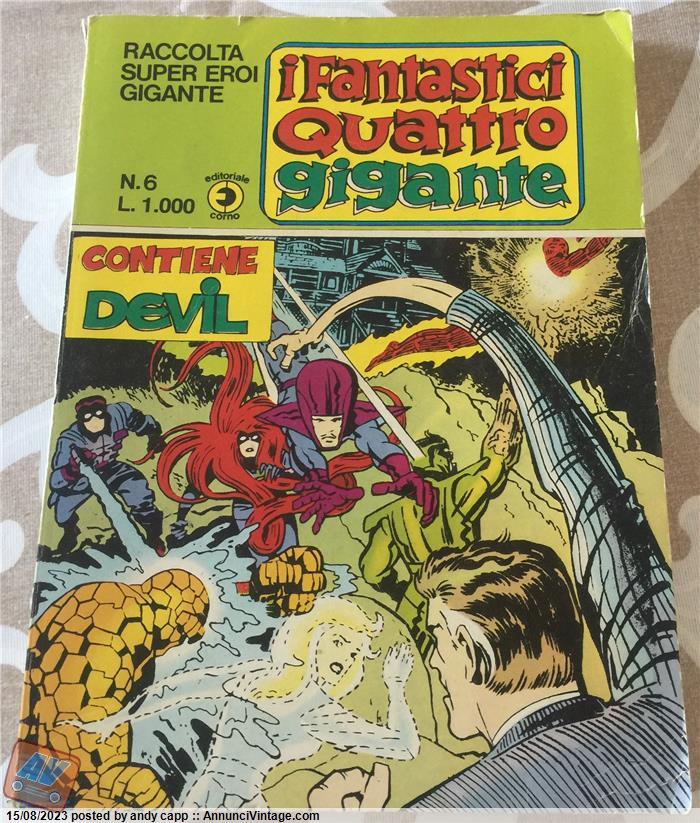 RACCOLTA
SUPER EROI
GIGANTE
i Fantastici
Quattro
gigante
N.6
L. 1.000
editoriale
corno
CONTIENE
DEVIL
AV
15/08/2023 posted by andy capp :: AnnunciVintage.com